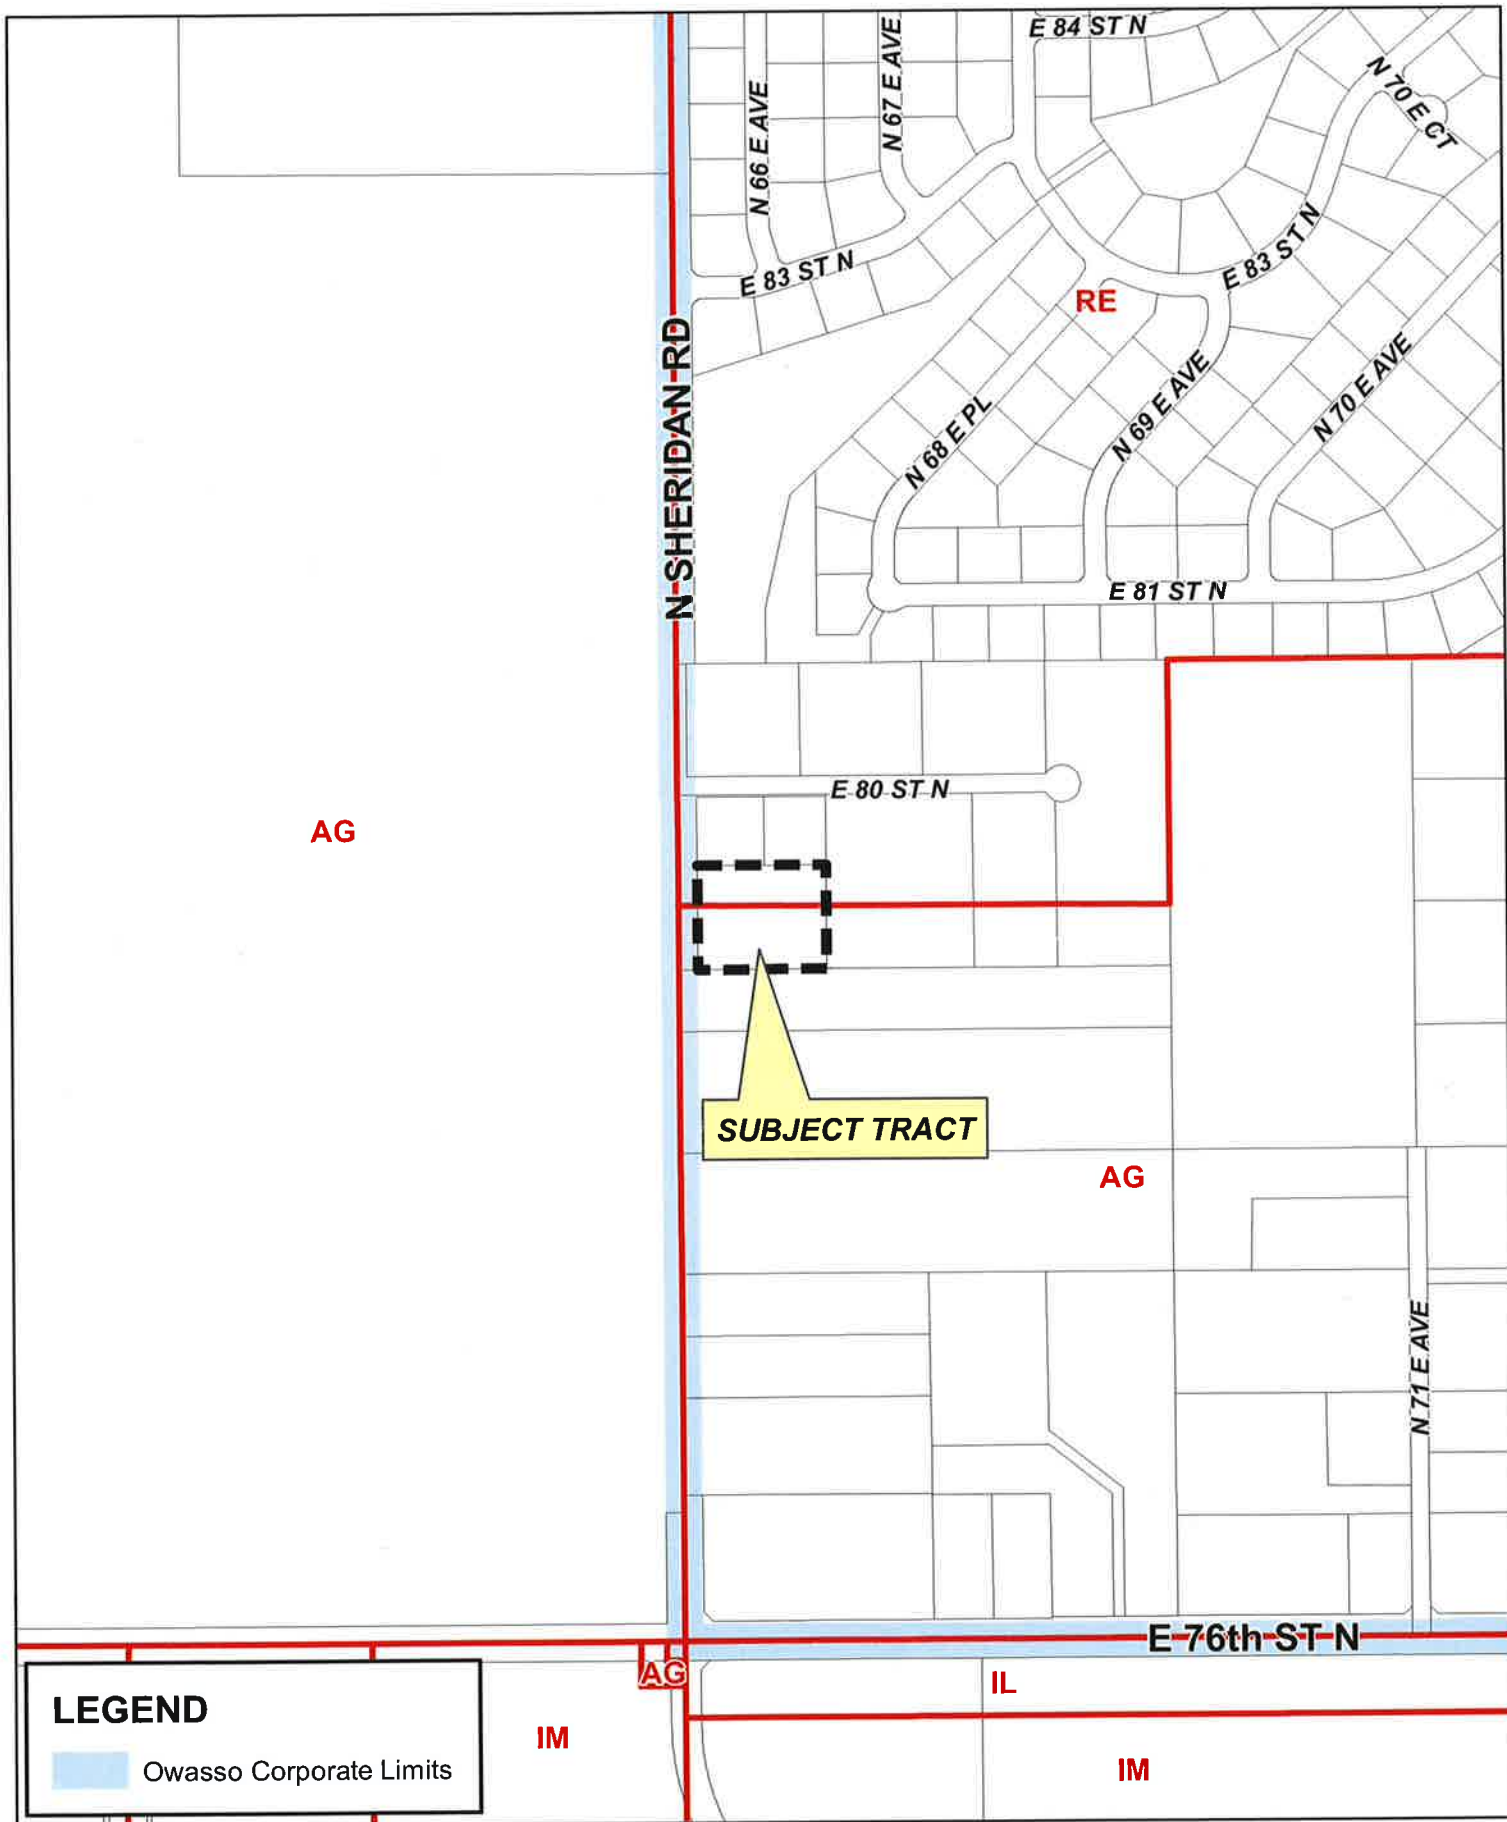 E 84 ST N
N 67 E AVE
N 66 E AVE
N 70 E CT
E 83 ST N
E 83 ST N
RE
N SHERIDAN RD
N 68 E PL
N 69 E AVE
N 70 E AVE
E 81 ST N
E 80 ST N
AG
SUBJECT TRACT
AG
N 71 E AVE
E 76th ST N
AG
IL
IM
IM
LEGEND
Owasso Corporate Limits